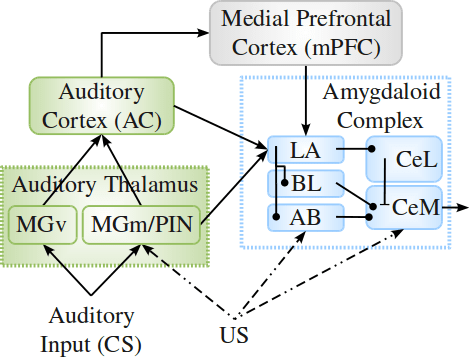 Medial Prefrontal
Cortex (mPFC)
Auditory
Cortex (AC)
Amygdaloid
Complex
LA
CeL
BL
Auditory Thalamus
MGv
MGm/PIN
AB
CeM
Auditory
Input (CS)
US